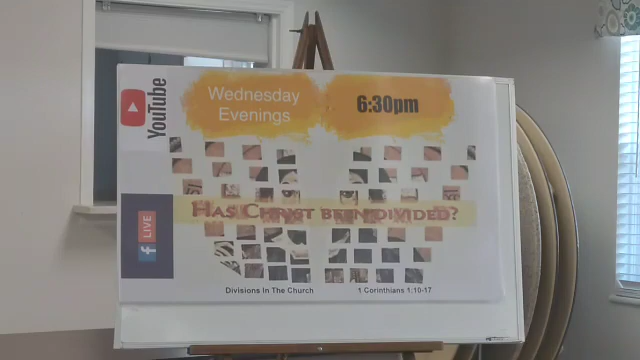 YouTube
Wednesday
Evenings
6:30pm
f LIVE
HAS CHRIST BEEN DIVIDED?
Divisions In The Church
1 Corinthians 1:10-17